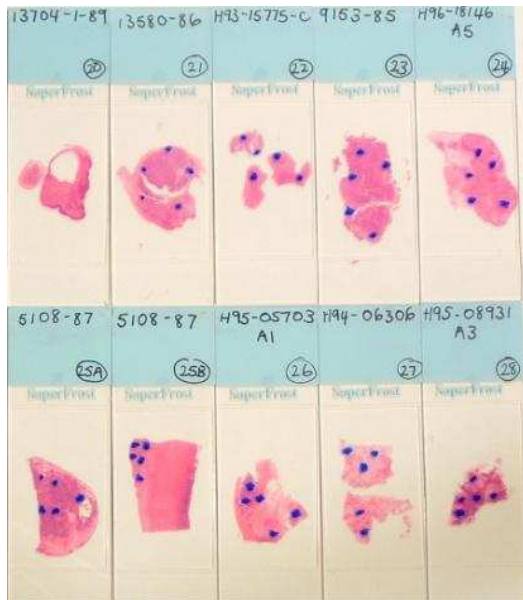 13704-1-89
20
SuperFrost
13580-86
21
SuperFrost
H93-15775-C
22
SuperFrost
9153-85
23
SuperFrost
H96-18146
A5
24
SuperFrost
5108-87
25A
SuperFrost
5108-87
25B
SuperFrost
H95-05703
A1
26
SuperFrost
H94-06306
27
SuperFrost
H95-08931
A3
28
SuperFrost